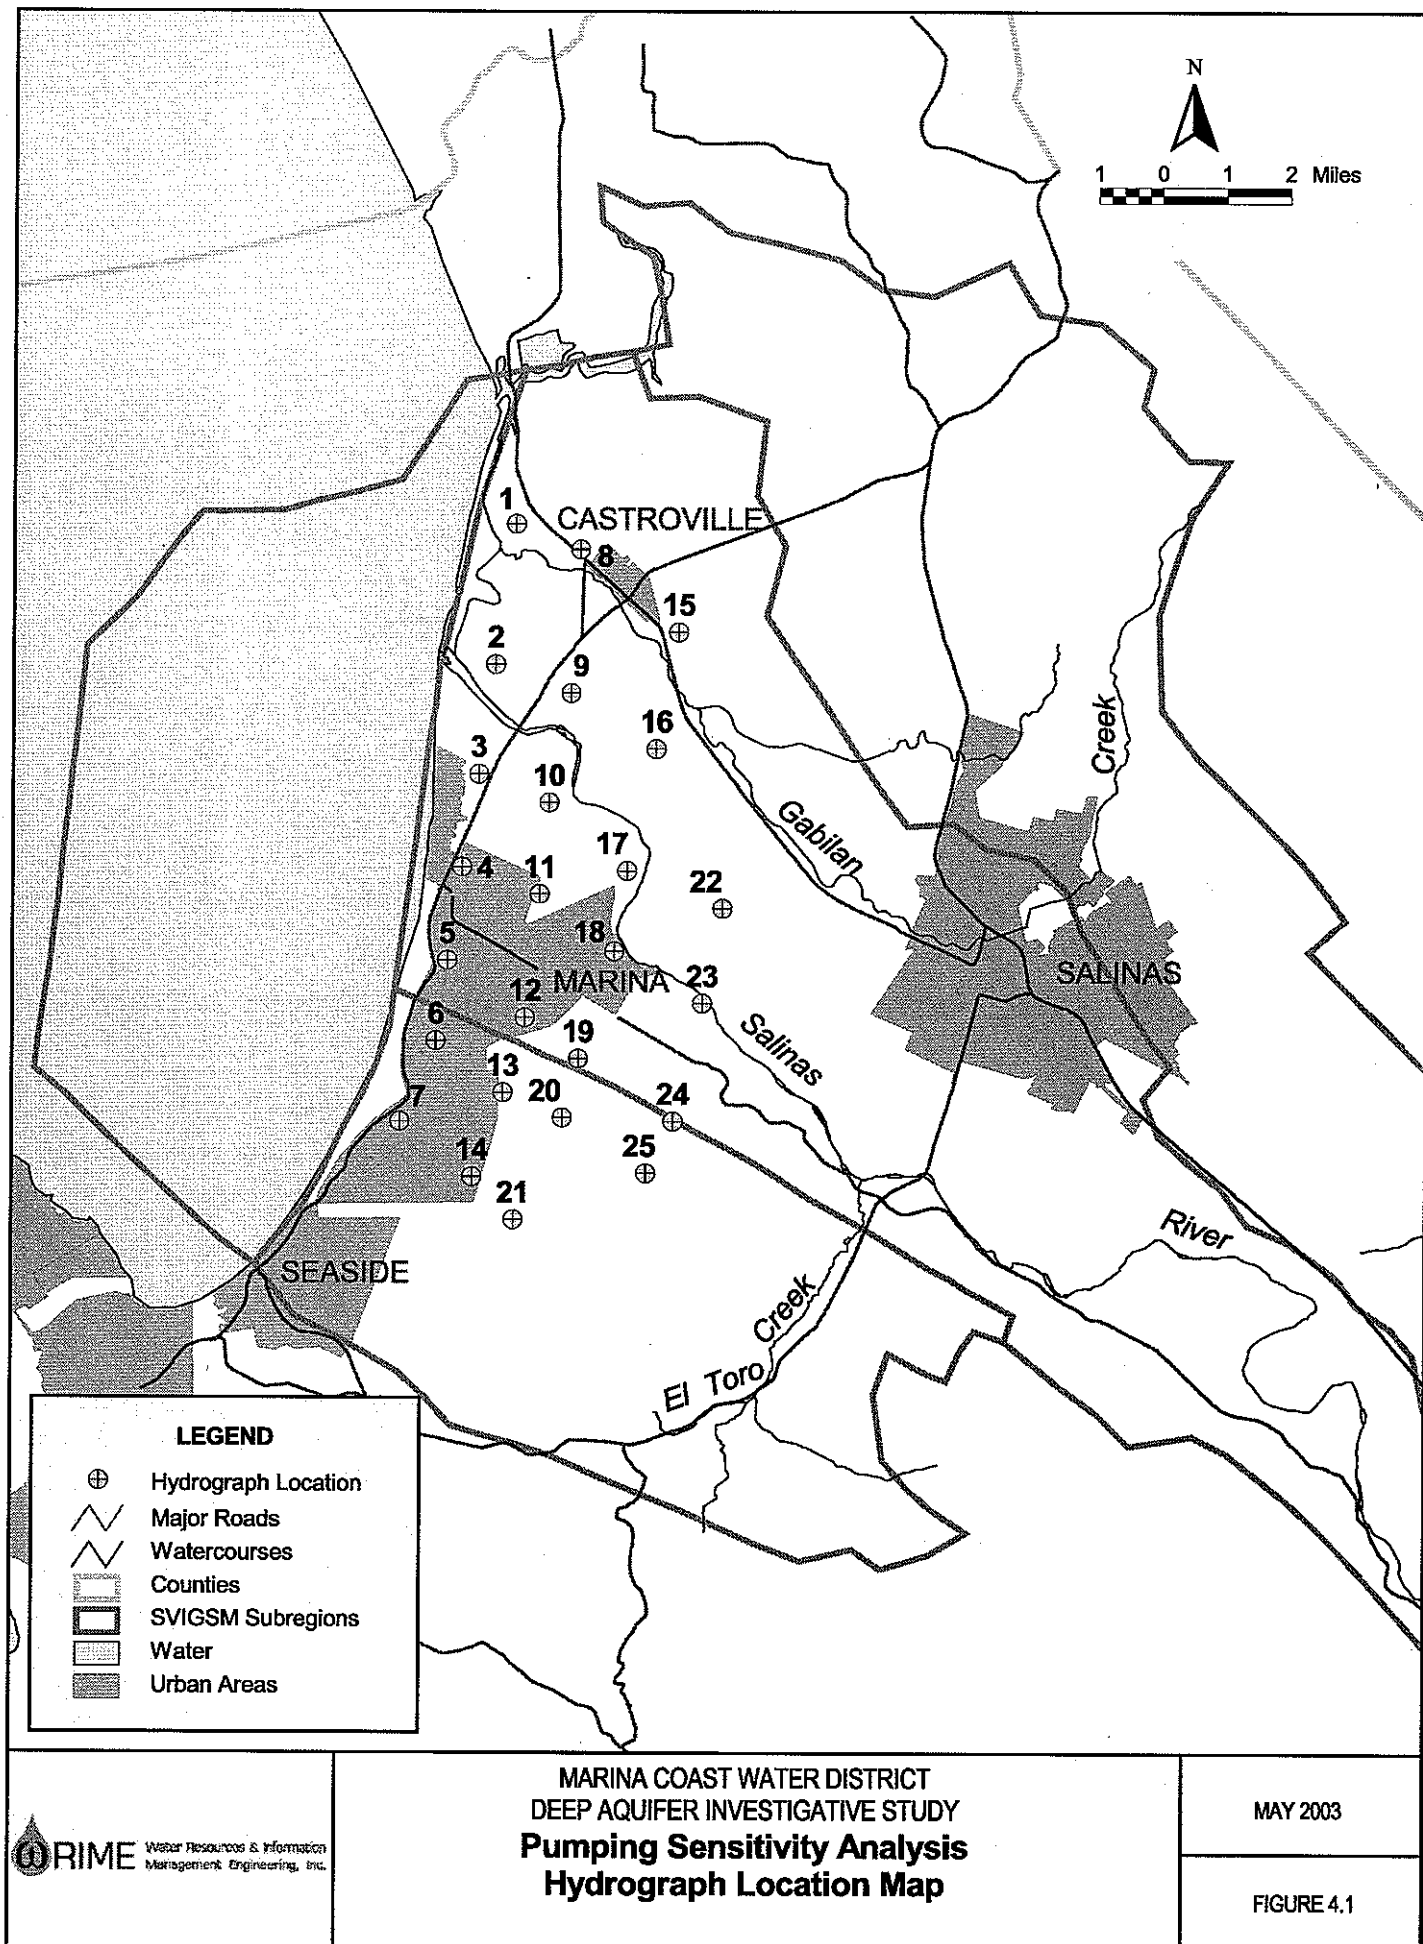 N
1 0 1 2 Miles
1
CASTROVILLE
8
15
2
9
16
3
10
Creek
Gabilan
4
11
17
22
5
18
MARINA
23
SALINAS
12
6
19
Salinas
13
20
7
24
14
25
21
River
SEASIDE
Creek
El Toro
LEGEND
Hydrograph Location
Major Roads
Watercourses
Counties
SVIGSM Subregions
Water
Urban Areas
WRIME Water Resources & Information
Management Engineering, Inc.
MARINA COAST WATER DISTRICT
DEEP AQUIFER INVESTIGATIVE STUDY
Pumping Sensitivity Analysis
Hydrograph Location Map
MAY 2003
FIGURE 4.1